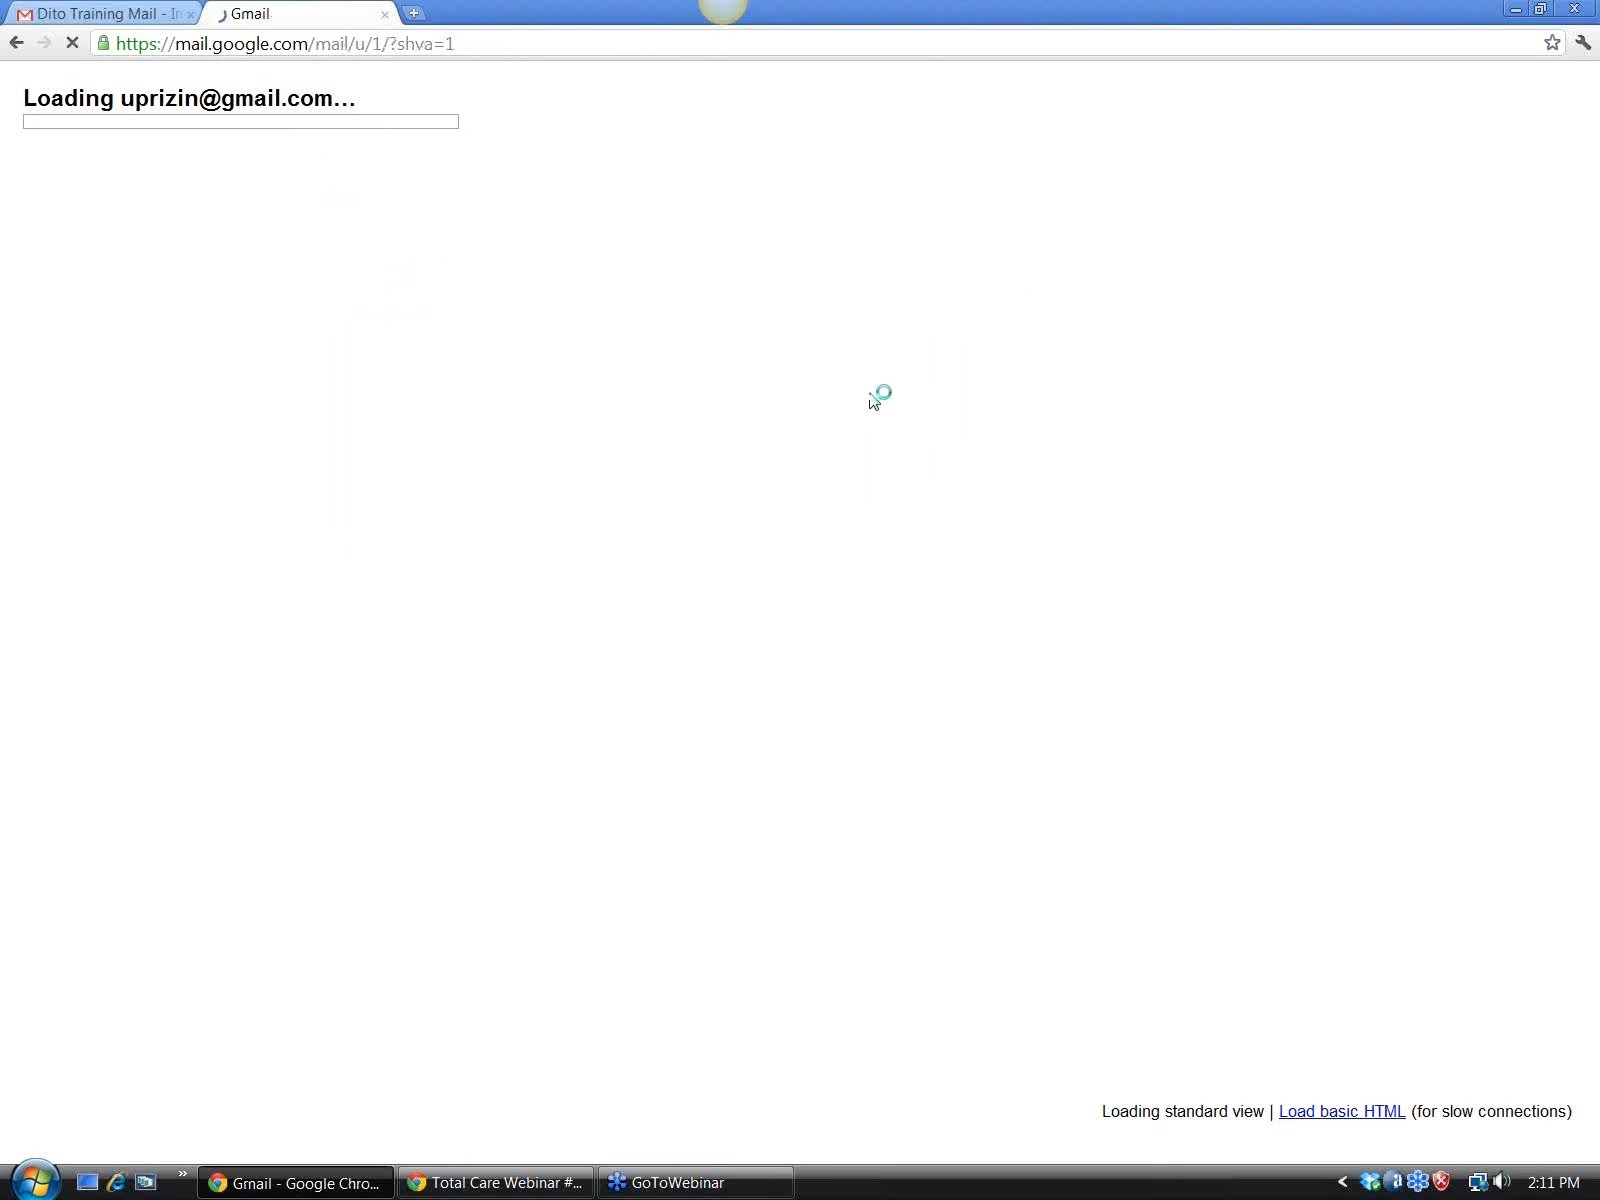 Dito Training Mail - In
Gmail
https://mail.google.com/mail/u/1/?shva=1
Loading uprizin@gmail.com…
Loading standard view | Load basic HTML (for slow connections)
Gmail - Google Chro...
Total Care Webinar #...
GoToWebinar
2:11 PM